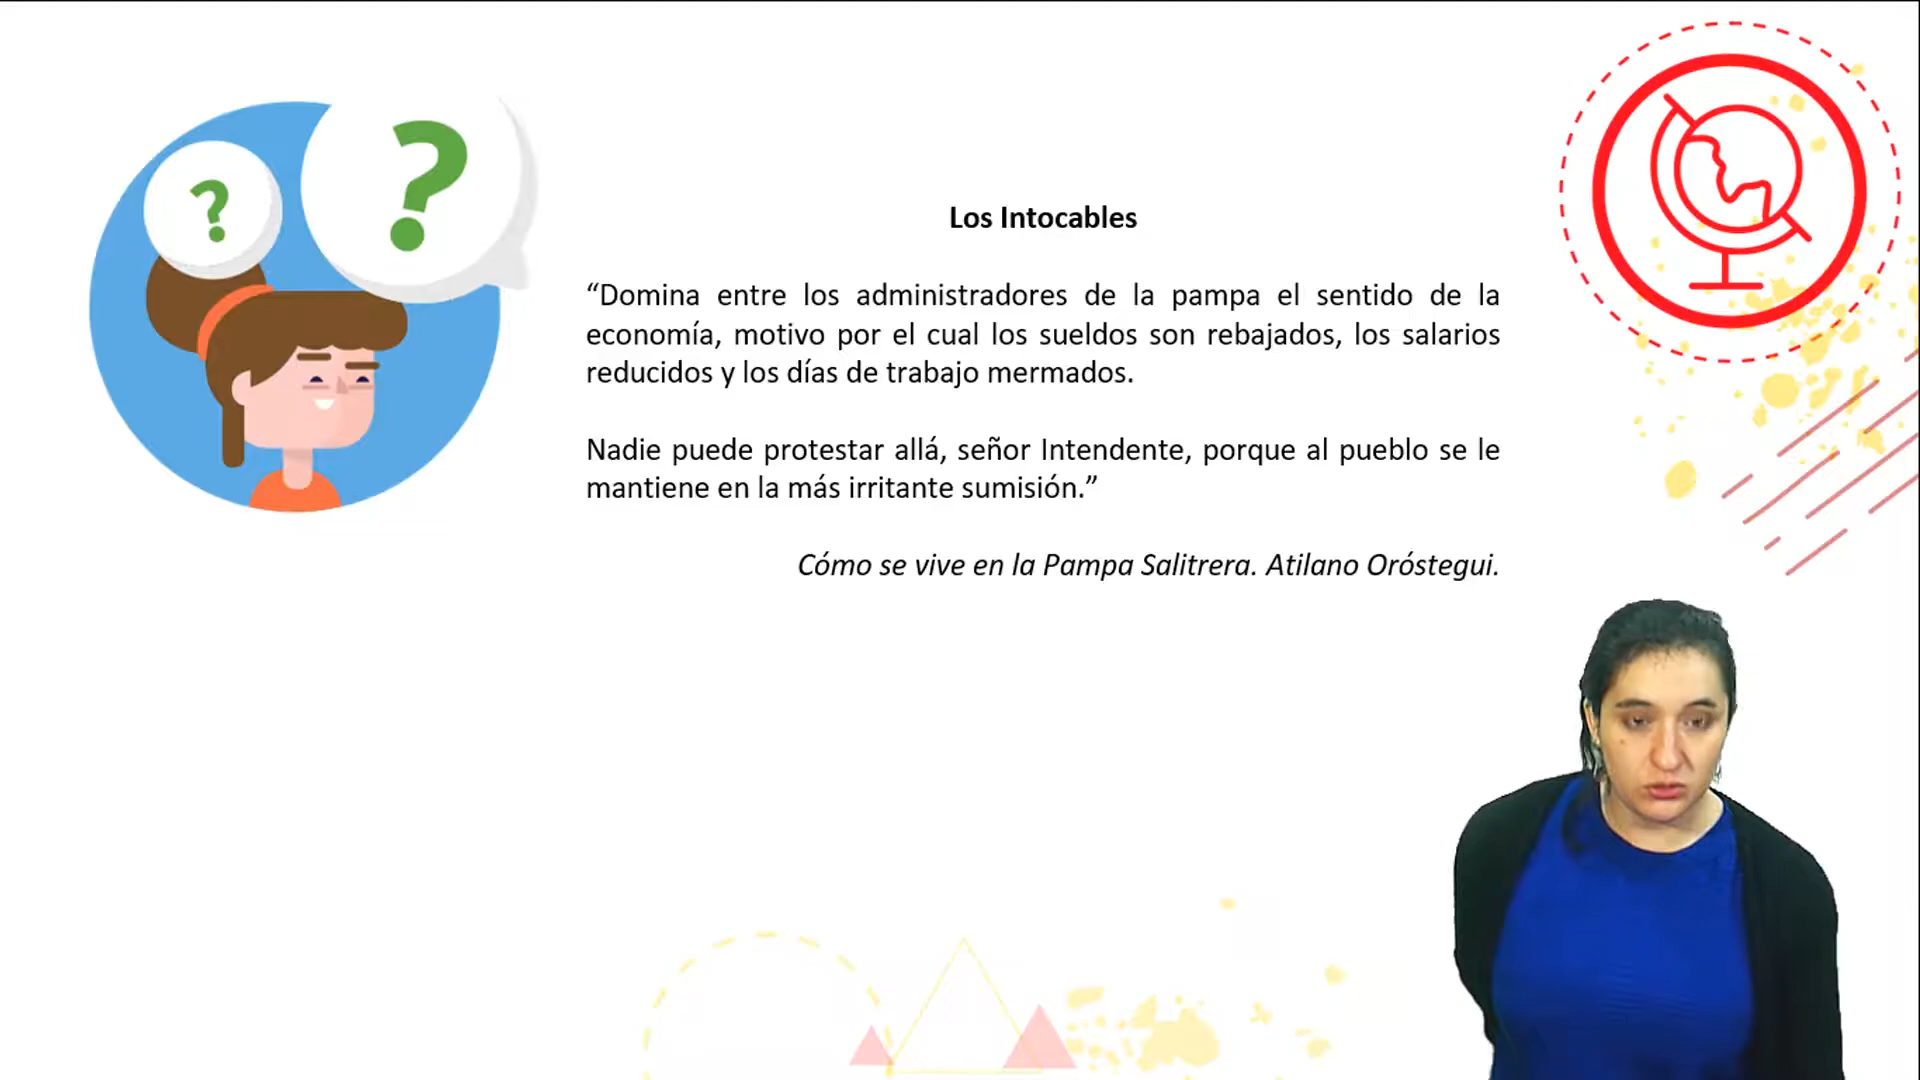 ?
?
Los Intocables
“Domina entre los administradores de la pampa el sentido de la
economía, motivo por el cual los sueldos son rebajados, los salarios
reducidos y los días de trabajo mermados.
Nadie puede protestar allá, señor Intendente, porque al pueblo se le
mantiene en la más irritante sumisión.”
Cómo se vive en la Pampa Salitrera. Atilano Oróstegui.